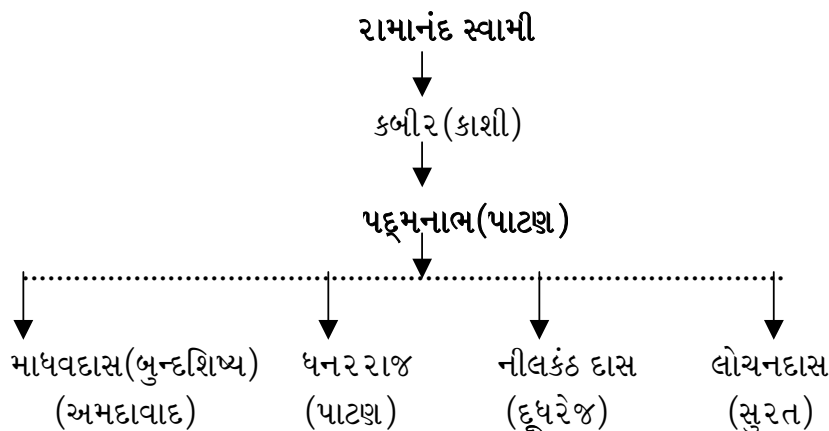 રામાનંદ સ્વામી
કબીર(કાશી)
પદ્મનાભ(પાટણ)
માધવદાસ(બુન્દશિષ્ય) ધનરરાજ નીલકંઠ દાસ લોચનદાસ
(અમદાવાદ) (પાટણ) (દૂધરેજ) (સુરત)